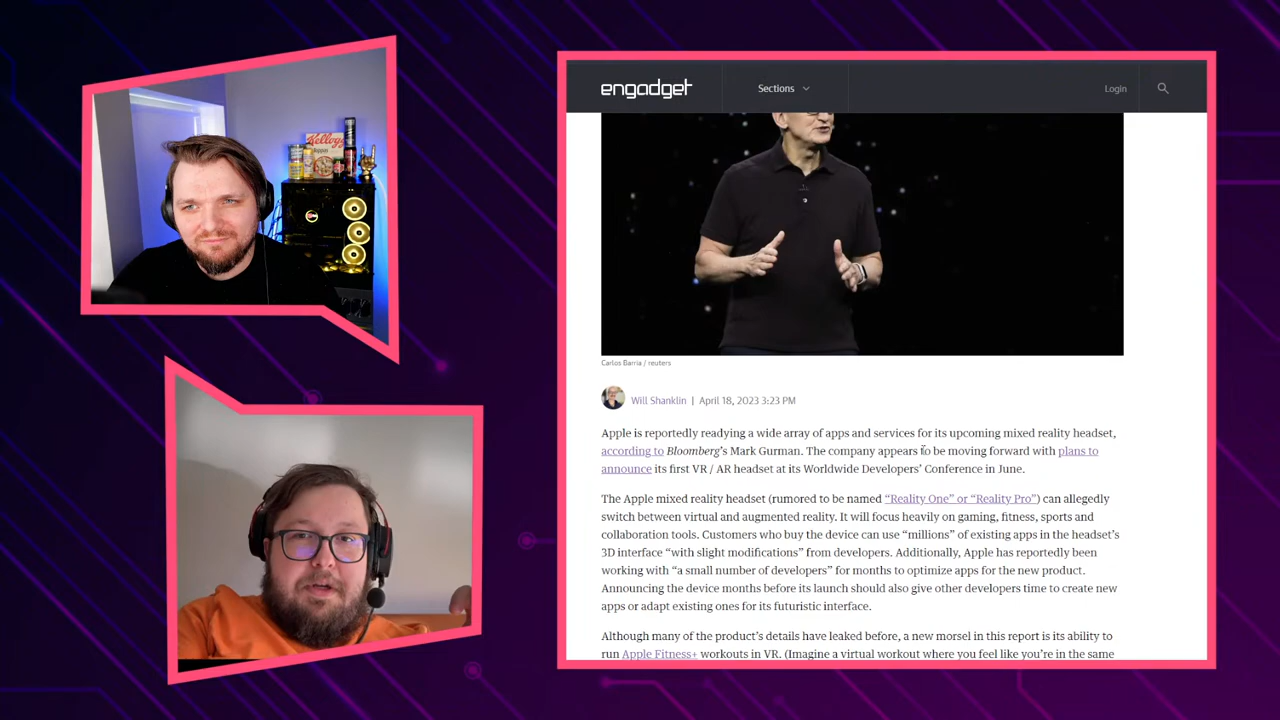 Kellogg's
engadget
Sections
Login
Carlos Barria / reuters
Will Shanklin | April 18, 2023 3:23 PM
Apple is reportedly readying a wide array of apps and services for its upcoming mixed reality headset,
according to Bloomberg's Mark Gurman. The company appears to be moving forward with plans to
announce its first VR / AR headset at its Worldwide Developers' Conference in June.
The Apple mixed reality headset (rumored to be named “Reality One” or “Reality Pro”) can allegedly
switch between virtual and augmented reality. It will focus heavily on gaming, fitness, sports and
collaboration tools. Customers who buy the device can use “millions” of existing apps in the headset's
3D interface “with slight modifications” from developers. Additionally, Apple has reportedly been
working with “a small number of developers” for months to optimize apps for the new product.
Announcing the device months before its launch should also give other developers time to create new
apps or adapt existing ones for its futuristic interface.
Although many of the product's details have leaked before, a new morsel in this report is its ability to
run Apple Fitness+ workouts in VR. (Imagine a virtual workout where you feel like you're in the same